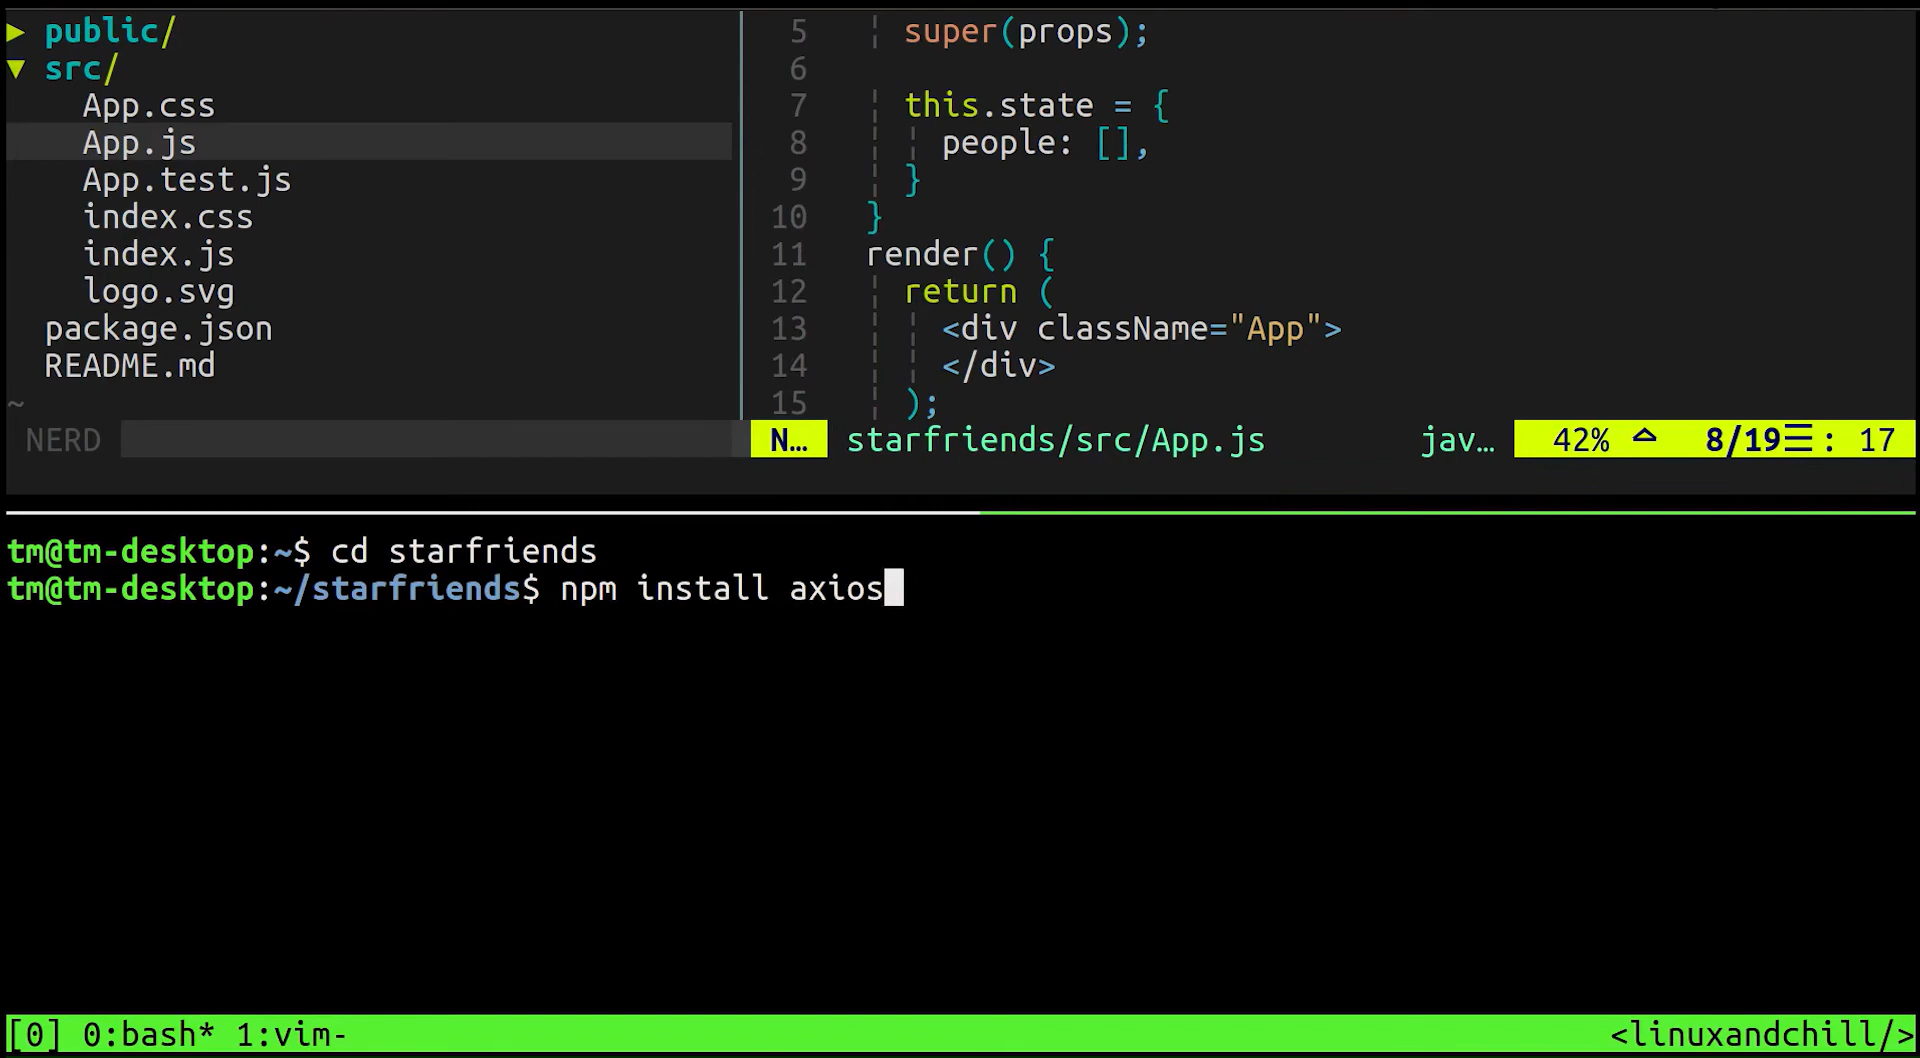 ▶ public/
▼ src/
App.css
App.js
App.test.js
index.css
index.js
logo.svg
package.json
README.md
~
NERD
5 super(props);
6
7 this.state = {
8 people: [],
9 }
10 }
11 render() {
12 return (
13 <div className="App">
14 </div>
15 );
N… starfriends/src/App.js jav… 42% 8/19☰ : 17
tm@tm-desktop:~$ cd starfriends
tm@tm-desktop:~/starfriends$ npm install axios
[0] 0:bash* 1:vim- <linuxandchill/>